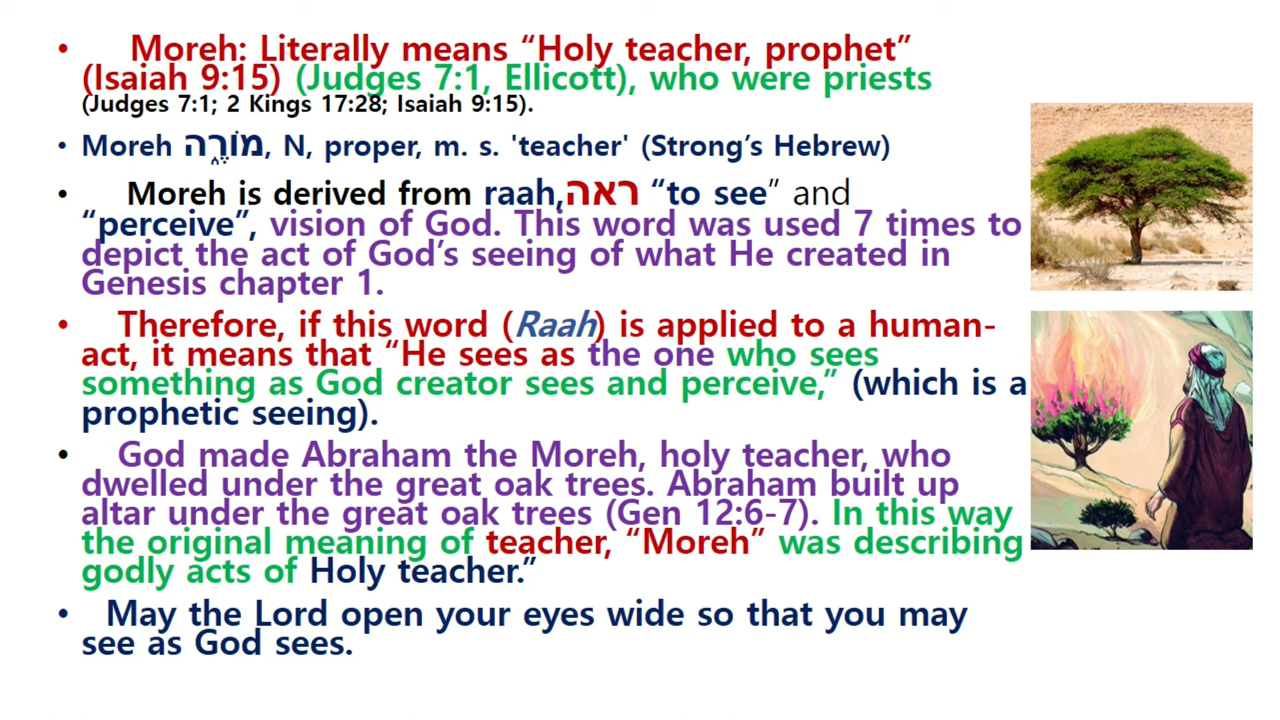 • Moreh: Literally means “Holy teacher, prophet”
(Isaiah 9:15) (Judges 7:1, Ellicott), who were priests
(Judges 7:1; 2 Kings 17:28; Isaiah 9:15).
• Moreh מוֹרֶ֑ה, N, proper, m. s. 'teacher' (Strong’s Hebrew)
• Moreh is derived from raah,ראה “to see” and
“perceive”, vision of God. This word was used 7 times to
depict the act of God’s seeing of what He created in
Genesis chapter 1.
• Therefore, if this word (Raah) is applied to a human-
act, it means that “He sees as the one who sees
something as God creator sees and perceive,” (which is a
prophetic seeing).
• God made Abraham the Moreh, holy teacher, who
dwelled under the great oak trees. Abraham built up
altar under the great oak trees (Gen 12:6-7). In this way
the original meaning of teacher, “Moreh” was describing
godly acts of Holy teacher.”
• May the Lord open your eyes wide so that you may
see as God sees.